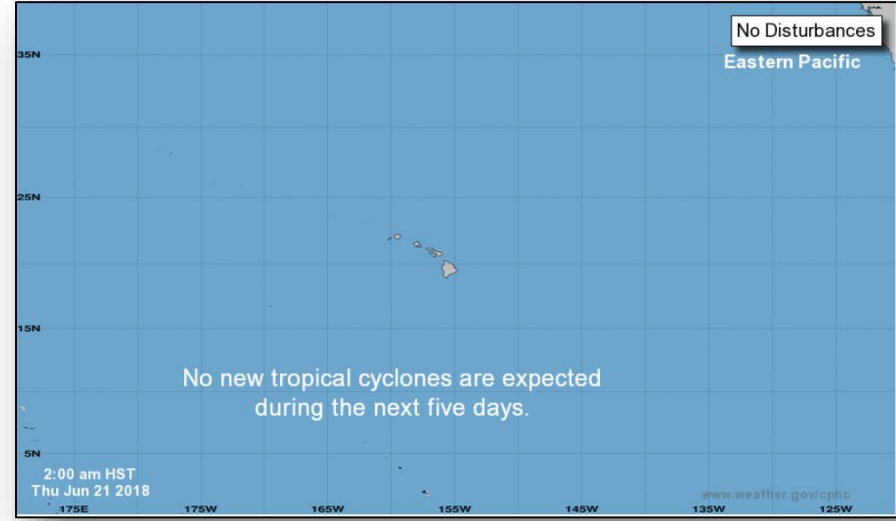 No Disturbances
Eastern Pacific
35N
25N
15N
No new tropical cyclones are expected
during the next five days.
5N
2:00 am HST
Thu Jun 21 2018
www.weather.gov/cphc
175E 175W 165W 155W 145W 135W 125W